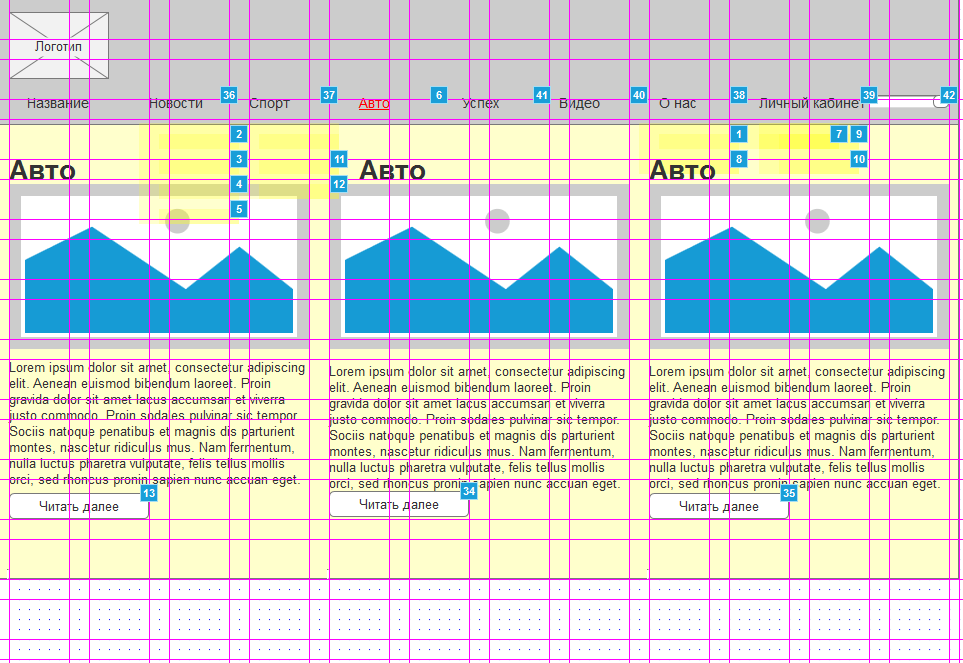 Логотип
36 37 6 41 40 38 39 42
Название Новости Спорт Авто Успех Видео О нас Личный кабинет
2 1 7 9
3 11 8 10
Авто Авто Авто
4 12
5
Lorem ipsum dolor sit amet, consectetur adipiscing
elit. Aenean euismod bibendum laoreet. Proin
gravida dolor sit amet lacus accumsan et viverra
justo commodo. Proin sodales pulvinar sic tempor.
Sociis natoque penatibus et magnis dis parturient
montes, nascetur ridiculus mus. Nam fermentum,
nulla luctus pharetra vulputate, felis tellus mollis
orci, sed rhoncus pronin sapien nunc accuan eget.
13
Читать далее
Lorem ipsum dolor sit amet, consectetur adipiscing
elit. Aenean euismod bibendum laoreet. Proin
gravida dolor sit amet lacus accumsan et viverra
justo commodo. Proin sodales pulvinar sic tempor.
Sociis natoque penatibus et magnis dis parturient
montes, nascetur ridiculus mus. Nam fermentum,
nulla luctus pharetra vulputate, felis tellus mollis
orci, sed rhoncus pronin sapien nunc accuan eget.
34
Читать далее
Lorem ipsum dolor sit amet, consectetur adipiscing
elit. Aenean euismod bibendum laoreet. Proin
gravida dolor sit amet lacus accumsan et viverra
justo commodo. Proin sodales pulvinar sic tempor.
Sociis natoque penatibus et magnis dis parturient
montes, nascetur ridiculus mus. Nam fermentum,
nulla luctus pharetra vulputate, felis tellus mollis
orci, sed rhoncus pronin sapien nunc accuan eget.
35
Читать далее